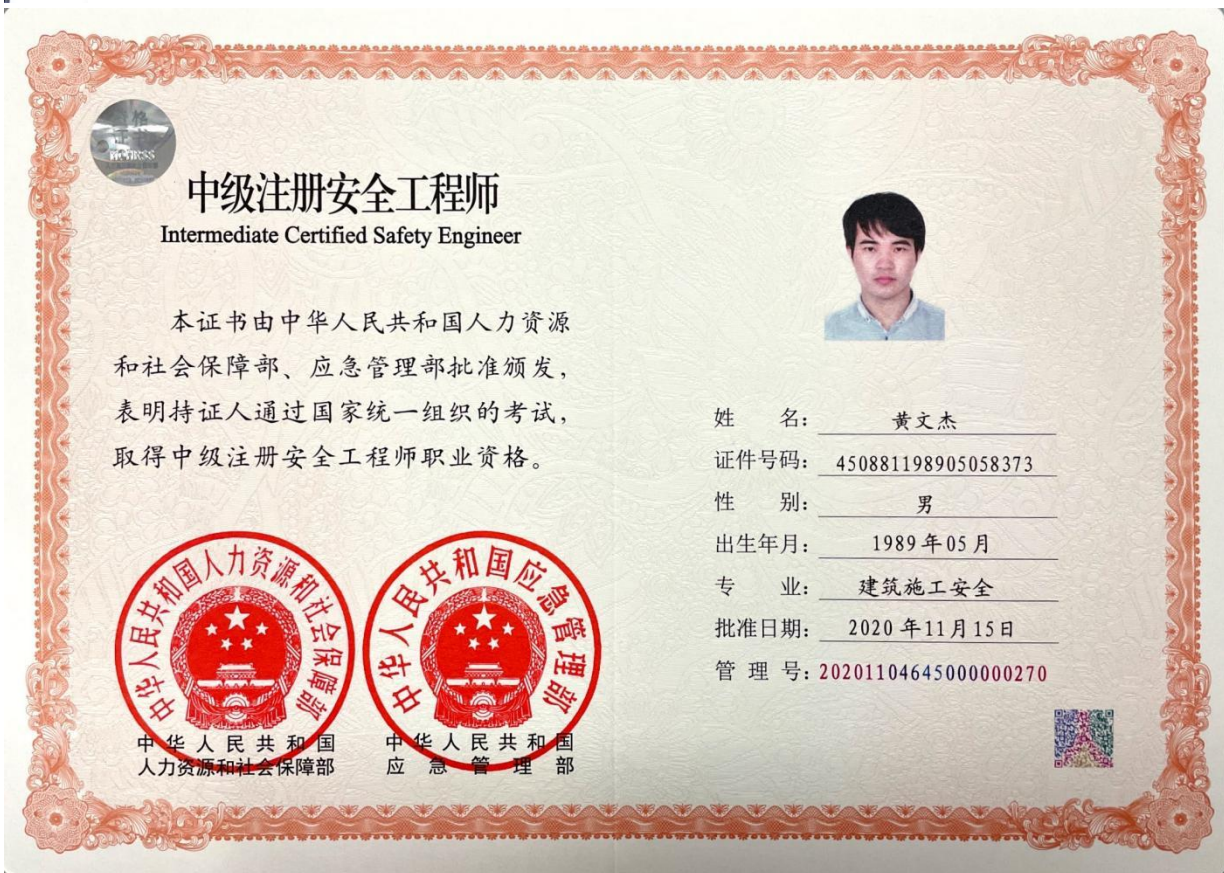 中级注册安全工程师
Intermediate Certified Safety Engineer
本证书由中华人民共和国人力资源
和社会保障部、应急管理部批准颁发，
表明持证人通过国家统一组织的考试，
取得中级注册安全工程师职业资格。
中华人民共和国人力资源和社会保障部
中华人民共和国
人力资源和社会保障部
中华人民共和国应急管理部
中华人民共和国
应急管理部
姓 名： 黄文杰
证件号码： 450881198905058373
性 别： 男
出生年月： 1989年05月
专 业： 建筑施工安全
批准日期： 2020年11月15日
管 理 号：20201104645000000270